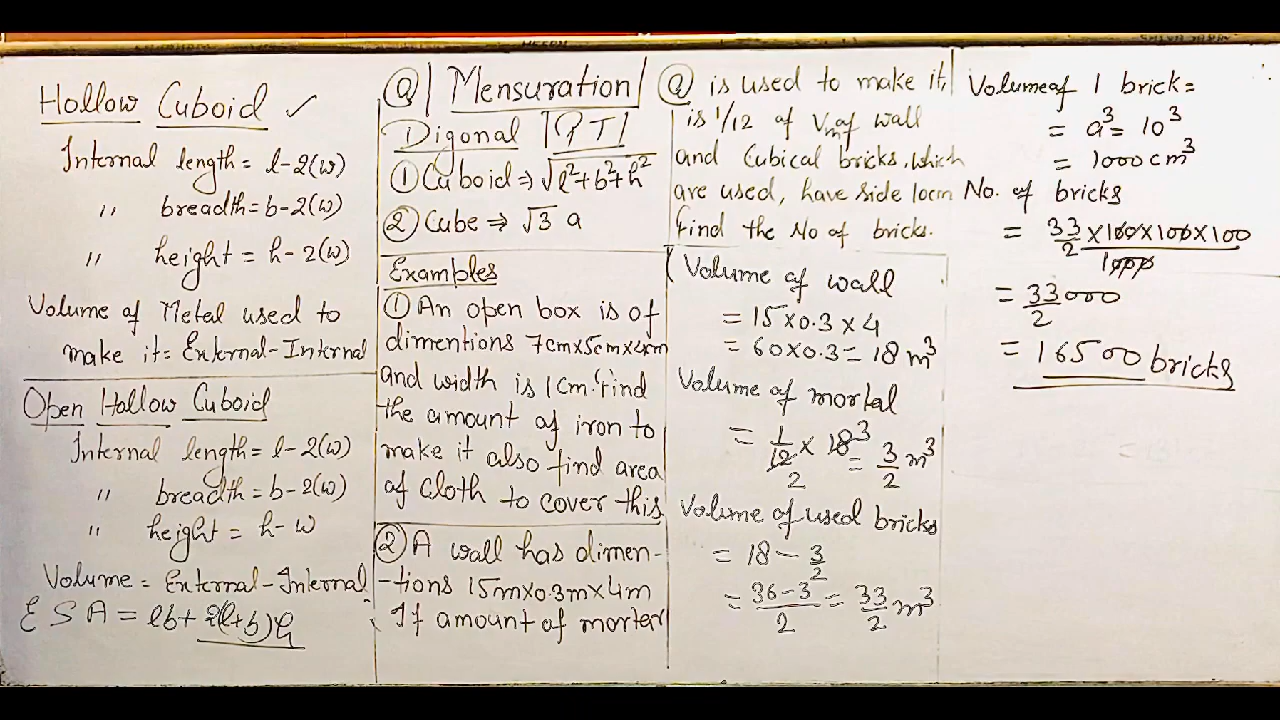 Hollow Cuboid ✓
Internal length = l-2(w)
" breadth = b-2(w)
" height = h-2(w)
Volume of Metal used to
make it = External-Internal
Open Hollow Cuboid
Internal length = l-2(w)
" breadth = b-2(w)
" height = h-w
Volume = External-Internal
E S A = lb + 2(l+b)h
Q| Mensuration
Digonal |PT|
① Cuboid ⇒ √l²+b²+h²
② Cube ⇒ √3 a
Examples
① An open box is of
dimentions 7cm×5cm×4cm
and width is 1cm. find
the amount of iron to
make it also find area
of cloth to cover this
② A wall has dimen-
-tions 15m×0.3m×4m
If amount of morter
Q is used to make it,
is 1/12 of Vm of wall
and Cubical bricks, which
are used, have side 10cm
find the No of bricks.
Volume of wall
= 15×0.3×4
= 60×0.3 = 18 m³
Volume of mortal
= 1/12 × 18 3 = 3/2 m³
2
Volume of used bricks
= 18 - 3/2
= 36-3/2 = 33/2 m³
Volume of 1 brick =
= a³ = 10³
= 1000 cm³
No. of bricks
= 33/2 ×100×100×100
1000
= 33000/2
= 16500 bricks